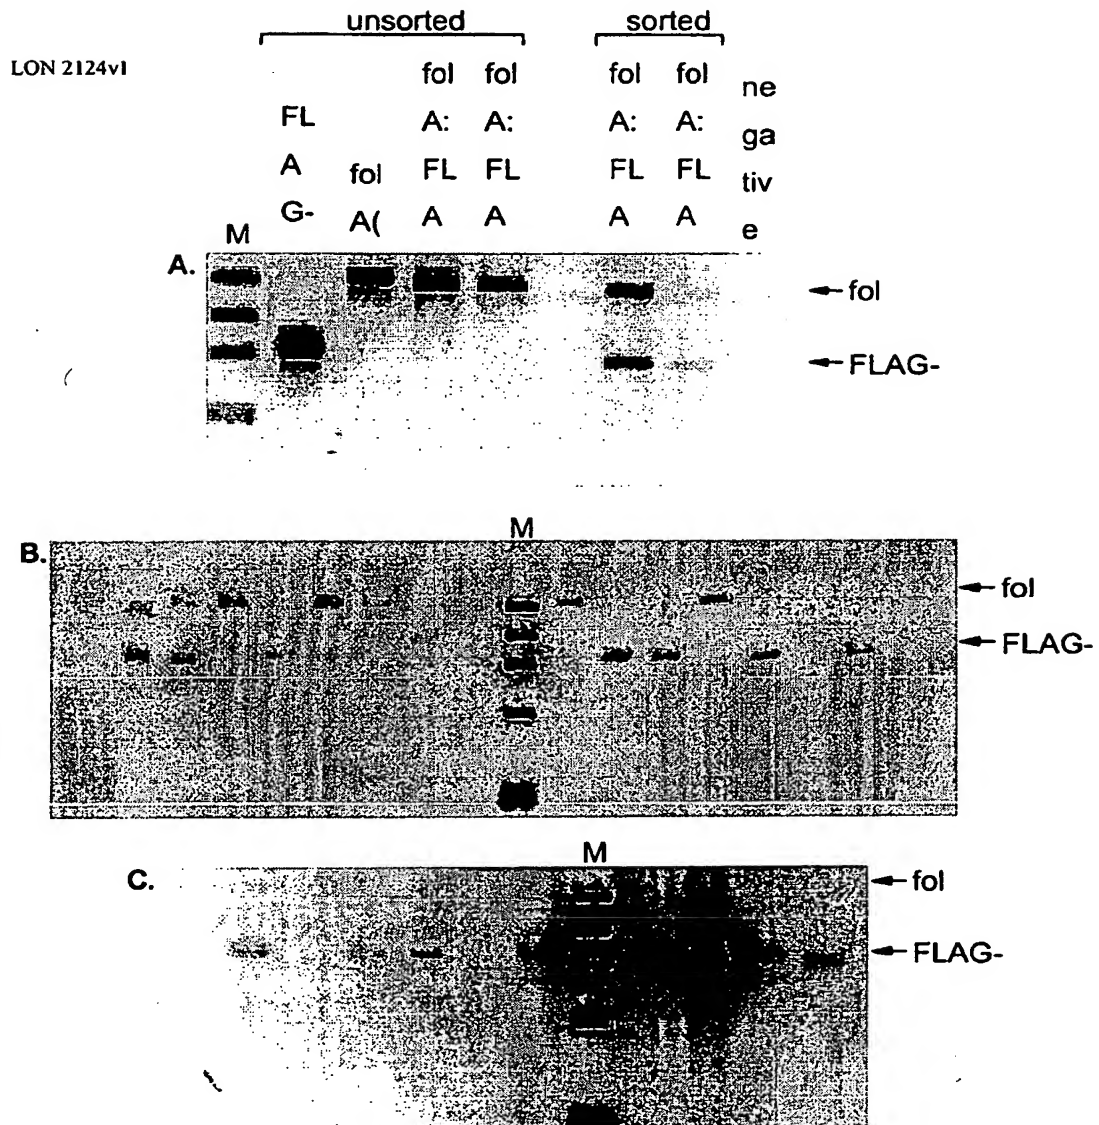 unsorted sorted
LON 2124v1
fol fol fol fol ne
FL A: A: A: A: ga
A fol FL FL FL FL tiv
G- A( A A A A e
M
A.
fol
FLAG-
M
B.
fol
FLAG-
M
C.
fol
FLAG-